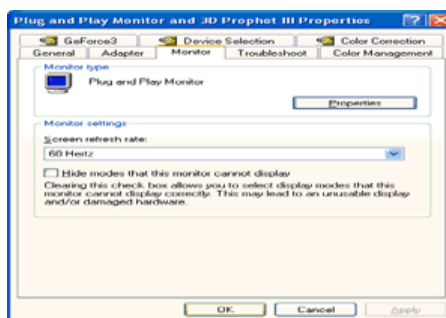 Plug and Play Monitor and 3D Prophet III Properties
GeForce3 Device Selection Color Correction
General Adapter Monitor Troubleshoot Color Management
Monitor type
Plug and Play Monitor
Properties
Monitor settings
Screen refresh rate:
60 Hertz
Hide modes that this monitor cannot display
Clearing this check box allows you to select display modes that this
monitor cannot display correctly. This may lead to an unusable display
and/or damaged hardware.
OK Cancel Apply